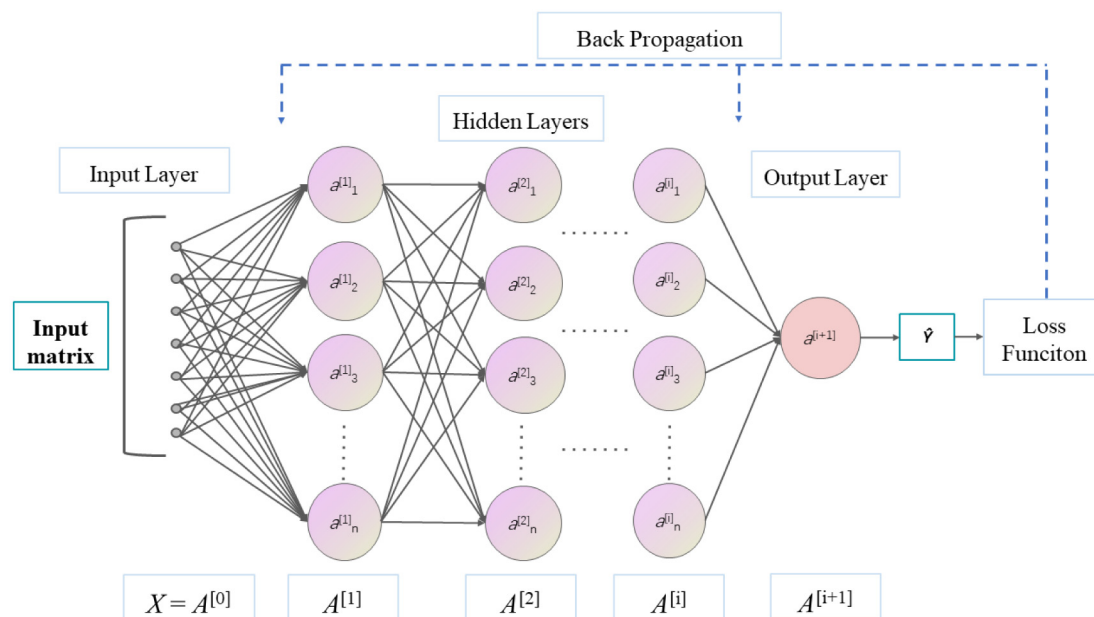 Back Propagation
Hidden Layers
Input Layer
Output Layer
a[1]1
a[2]1
a[i]1
a[1]2
a[2]2
a[i]2
Input
matrix
a[1]3
a[2]3
a[i]3
a[i+1]
Ŷ
Loss
Funciton
a[1]n
a[2]n
a[i]n
X = A[0]
A[1]
A[2]
A[i]
A[i+1]